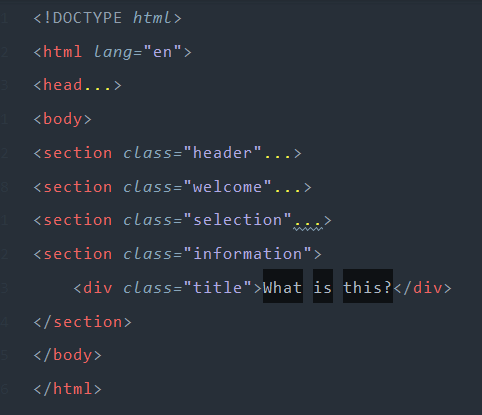 <!DOCTYPE html>
<html lang="en">
<head...>
<body>
<section class="header"...>
<section class="welcome"...>
<section class="selection"...>
<section class="information">
<div class="title">What is this?</div>
</section>
</body>
</html>